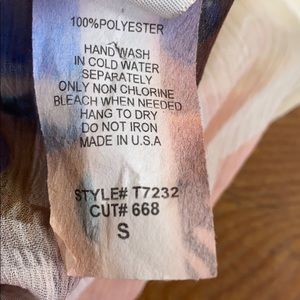 100%POLYESTER
HAND WASH
IN COLD WATER
SEPARATELY
ONLY NON CHLORINE
BLEACH WHEN NEEDED
HANG TO DRY
DO NOT IRON
MADE IN U.S.A
STYLE# T7232
CUT# 668
S